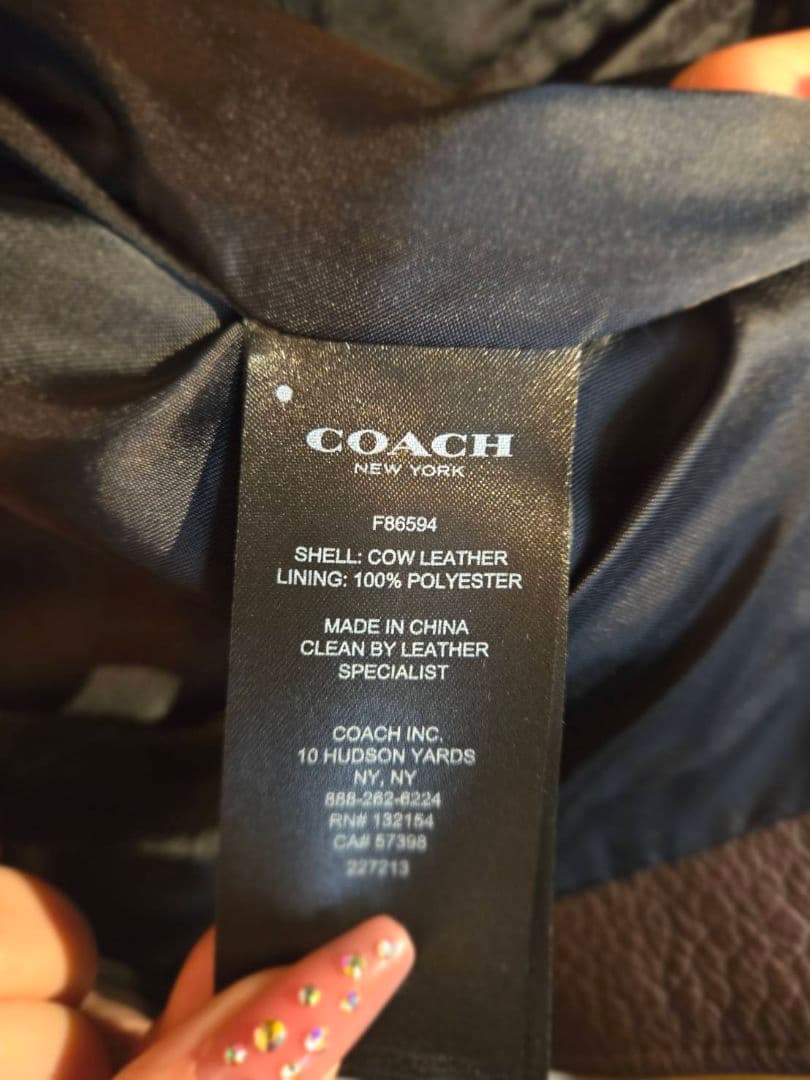 COACH
NEW YORK
F86594
SHELL: COW LEATHER
LINING: 100% POLYESTER
MADE IN CHINA
CLEAN BY LEATHER
SPECIALIST
COACH INC.
10 HUDSON YARDS
NY, NY
888-262-6224
RN# 132154
CA# 57398
227213